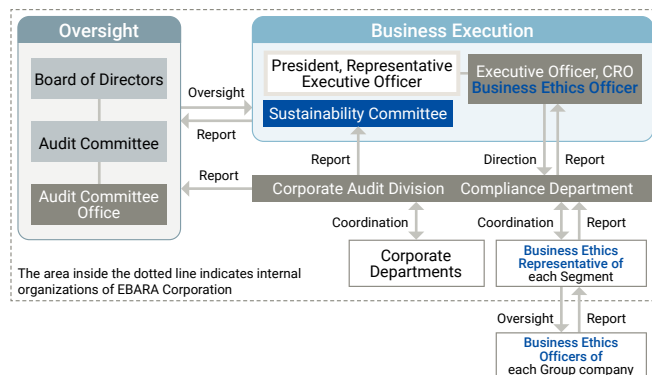 Oversight
Business Execution
Board of Directors
Audit Committee
Audit Committee
Office
Oversight
Report
Report
President, Representative
Executive Officer
Executive Officer, CRO
Business Ethics Officer
Sustainability Committee
Report
Direction
Report
Corporate Audit Division
Compliance Department
Coordination
Coordination
Report
Corporate
Departments
Business Ethics
Representative of
each Segment
The area inside the dotted line indicates internal
organizations of EBARA Corporation
Oversight
Report
Business Ethics
Officers of
each Group company